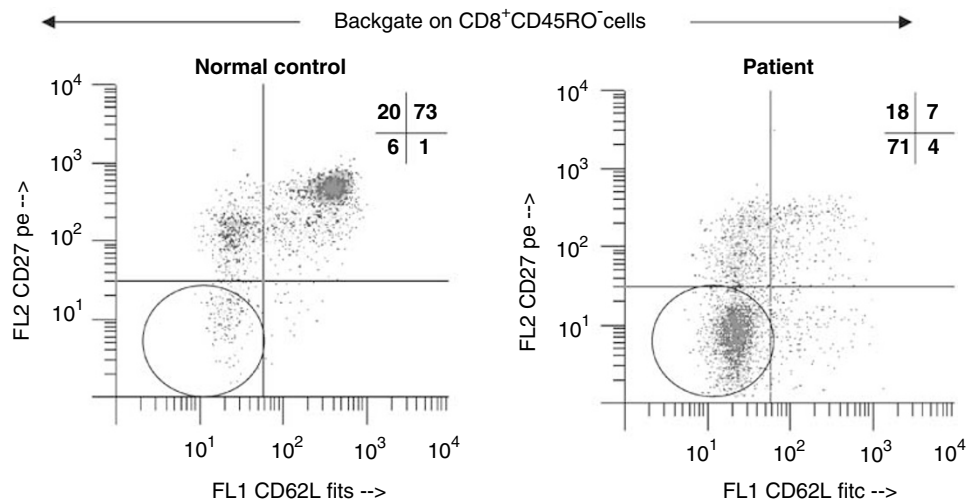 Backgate on CD8⁺CD45RO⁻cells
Normal control
Patient
10⁴
10³
10²
10¹
20 73
6 1
FL2 CD27 pe -->
10¹ 10² 10³ 10⁴
FL1 CD62L fits -->
10⁴
10³
10²
10¹
18 7
71 4
FL2 CD27 pe -->
10¹ 10² 10³ 10⁴
FL1 CD62L fitc -->